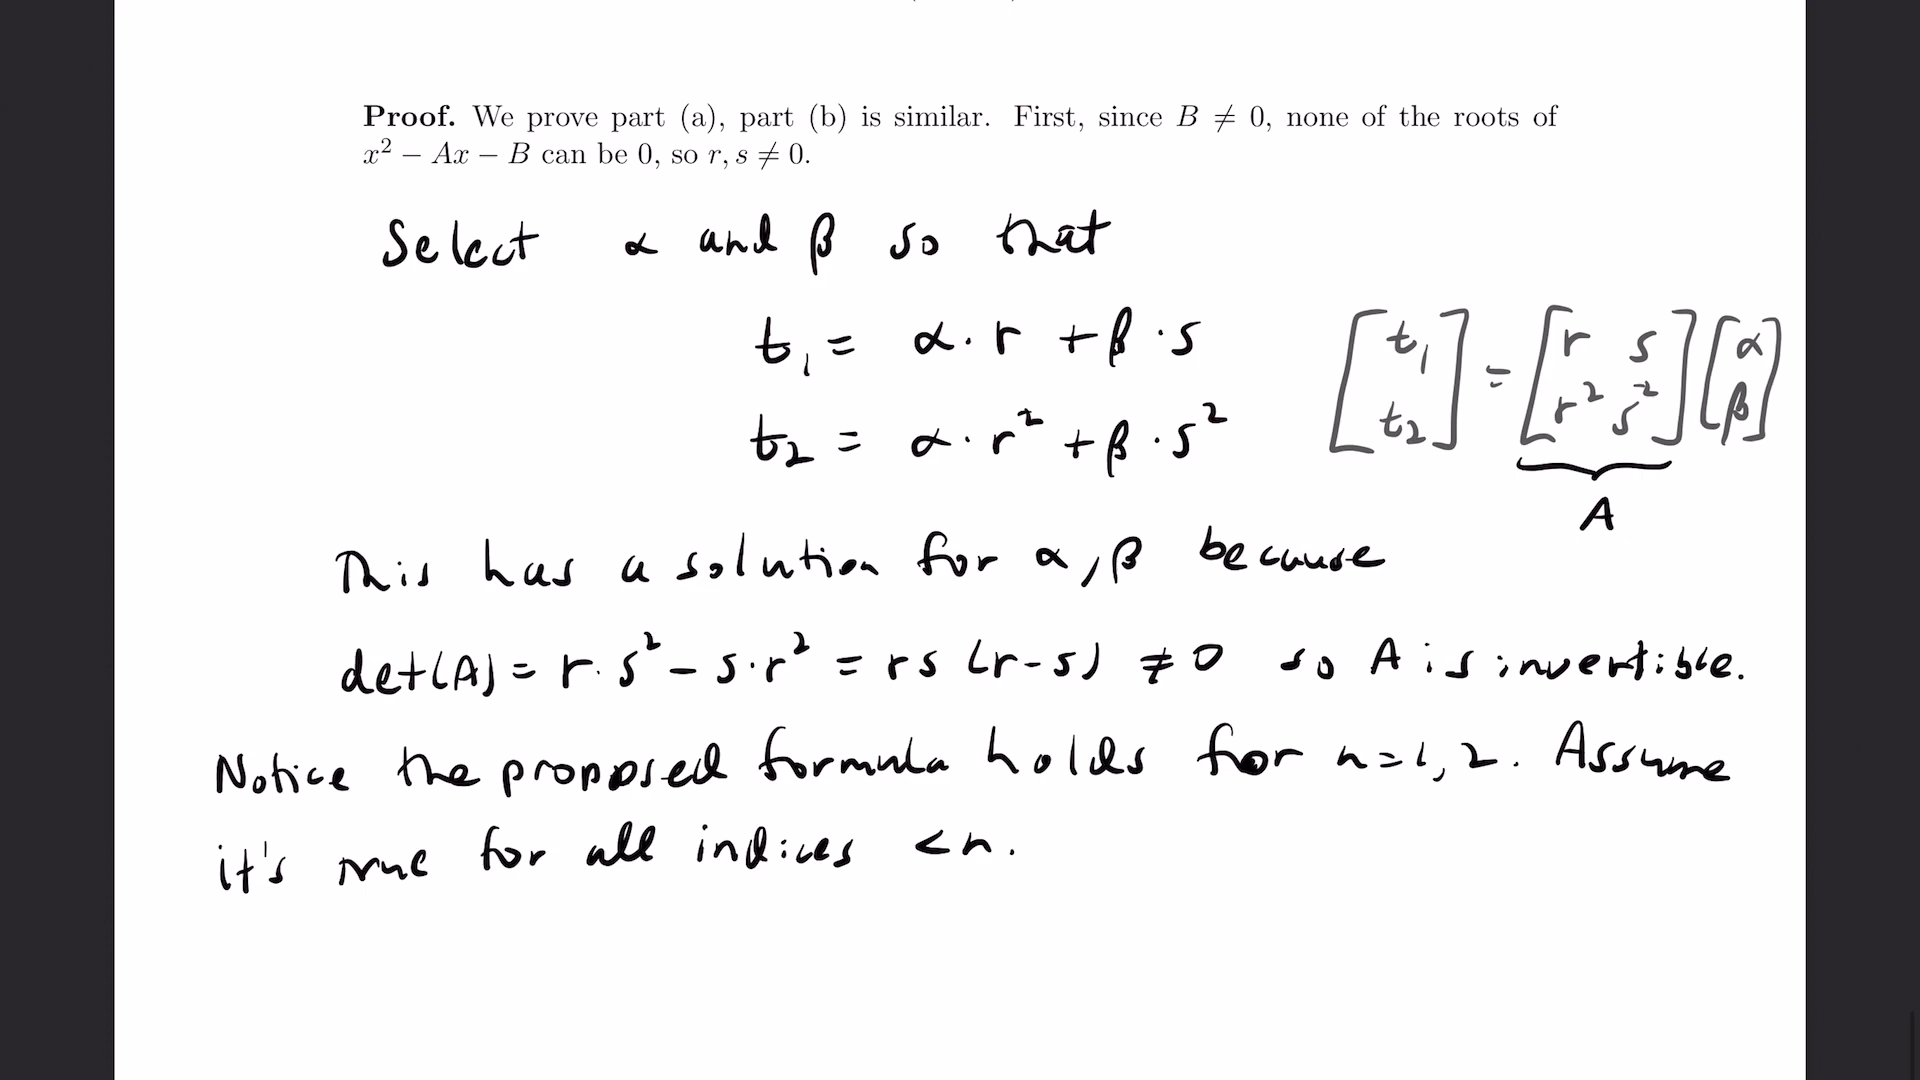 Proof. We prove part (a), part (b) is similar. First, since B ≠ 0, none of the roots of
x² − Ax − B can be 0, so r, s ≠ 0.
Select α and β so that
t₁ = α · r + β · s
t₂ = α · r² + β · s²
[t₁ t₂] = [r s r² s²] [α β]
A
This has a solution for α, β because
det(A) = r · s² − s · r² = rs (r−s) ≠ 0 so A is invertible.
Notice the proposed formula holds for n=1, 2. Assume
it's true for all indices < n.